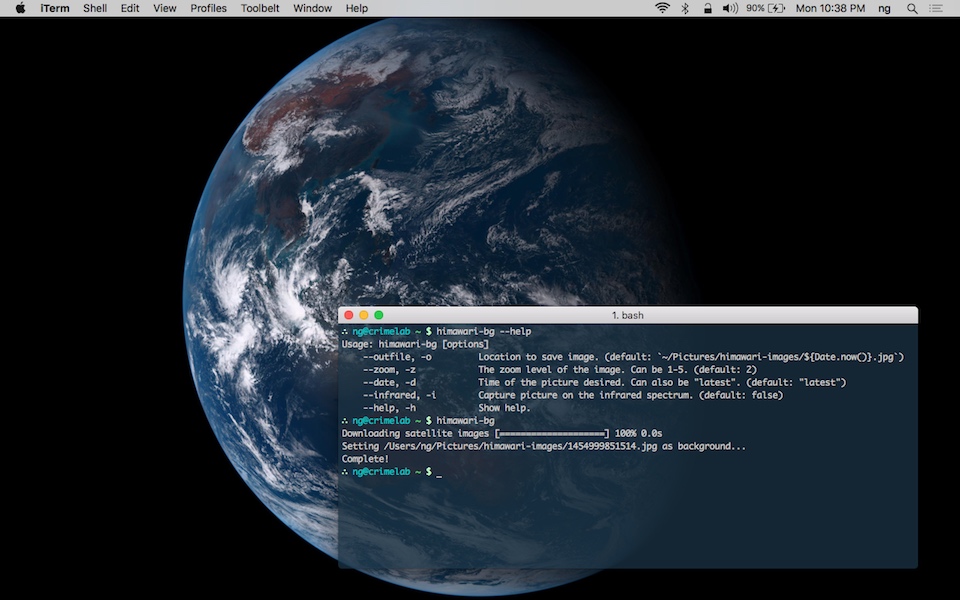 iTerm Shell Edit View Profiles Toolbelt Window Help 90% Mon 10:38 PM ng
1. bash
∴ ng@crimelab ~ $ himawari-bg --help
Usage: himawari-bg [options]
--outfile, -o Location to save image. (default: `~/Pictures/himawari-images/${Date.now()}.jpg`)
--zoom, -z The zoom level of the image. Can be 1-5. (default: 2)
--date, -d Time of the picture desired. Can also be "latest". (default: "latest")
--infrared, -i Capture picture on the infrared spectrum. (default: false)
--help, -h Show help.
∴ ng@crimelab ~ $ himawari-bg
Downloading satellite images [====================] 100% 0.0s
Setting /Users/ng/Pictures/himawari-images/1454999851514.jpg as background...
Complete!
∴ ng@crimelab ~ $ _